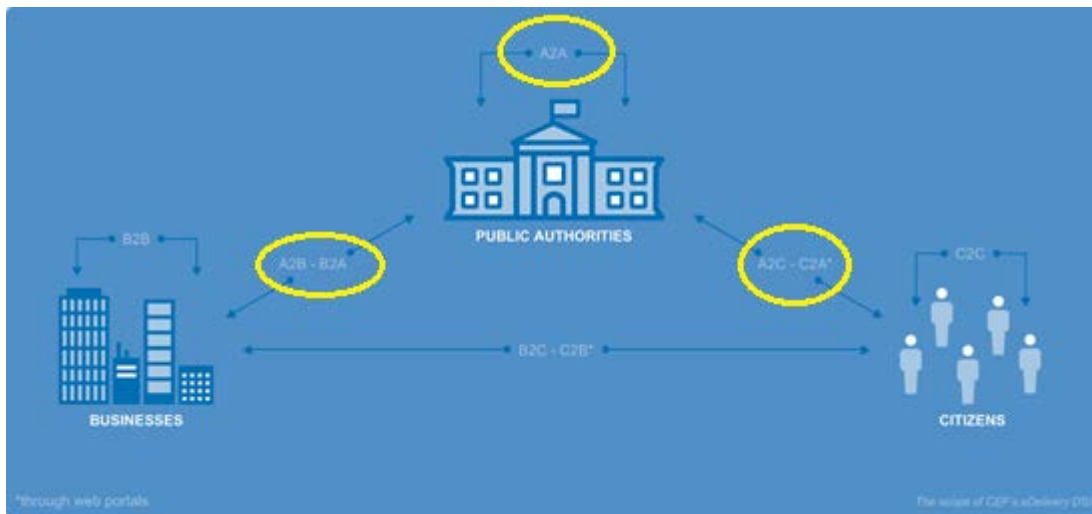 A2A
PUBLIC AUTHORITIES
B2B
A2B - B2A
A2C - C2A*
C2C
B2C - C2B*
BUSINESSES
CITIZENS
*through web portals
The scope of CEF's eDelivery DSI